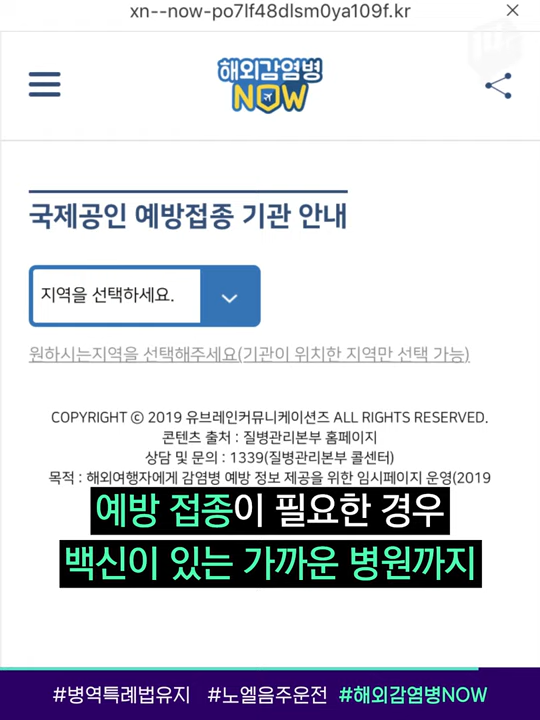 xn--now-po7lf48dlsm0ya109f.kr
해외감염병
NOW
국제공인 예방접종 기관 안내
지역을 선택하세요.
원하시는지역을 선택해주세요(기관이 위치한 지역만 선택 가능)
COPYRIGHT ⓒ 2019 유브레인커뮤니케이션즈 ALL RIGHTS RESERVED.
콘텐츠 출처 : 질병관리본부 홈페이지
상담 및 문의 : 1339(질병관리본부 콜센터)
목적 : 해외여행자에게 감염병 예방 정보 제공을 위한 임시페이지 운영(2019
예방 접종이 필요한 경우
백신이 있는 가까운 병원까지
#병역특례법유지 #노엘음주운전 #해외감염병NOW